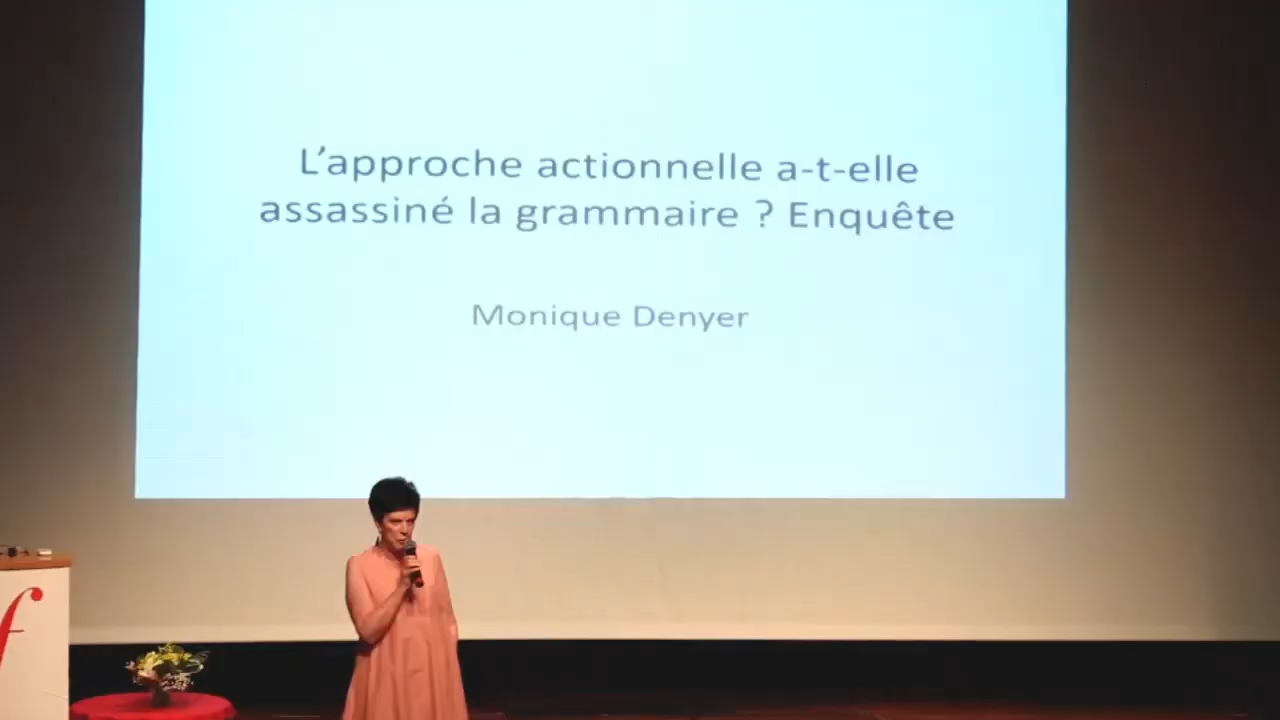 L'approche actionnelle a-t-elle
assassiné la grammaire ? Enquête
Monique Denyer
f